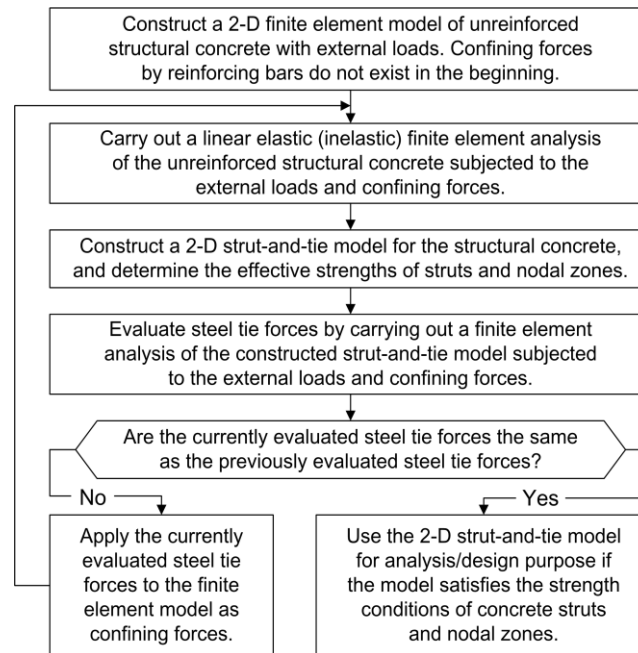 Construct a 2-D finite element model of unreinforced
structural concrete with external loads. Confining forces
by reinforcing bars do not exist in the beginning.
Carry out a linear elastic (inelastic) finite element analysis
of the unreinforced structural concrete subjected to the
external loads and confining forces.
Construct a 2-D strut-and-tie model for the structural concrete,
and determine the effective strengths of struts and nodal zones.
Evaluate steel tie forces by carrying out a finite element
analysis of the constructed strut-and-tie model subjected
to the external loads and confining forces.
Are the currently evaluated steel tie forces the same
as the previously evaluated steel tie forces?
No
Yes
Apply the currently
evaluated steel tie
forces to the finite
element model as
confining forces.
Use the 2-D strut-and-tie model
for analysis/design purpose if
the model satisfies the strength
conditions of concrete struts
and nodal zones.